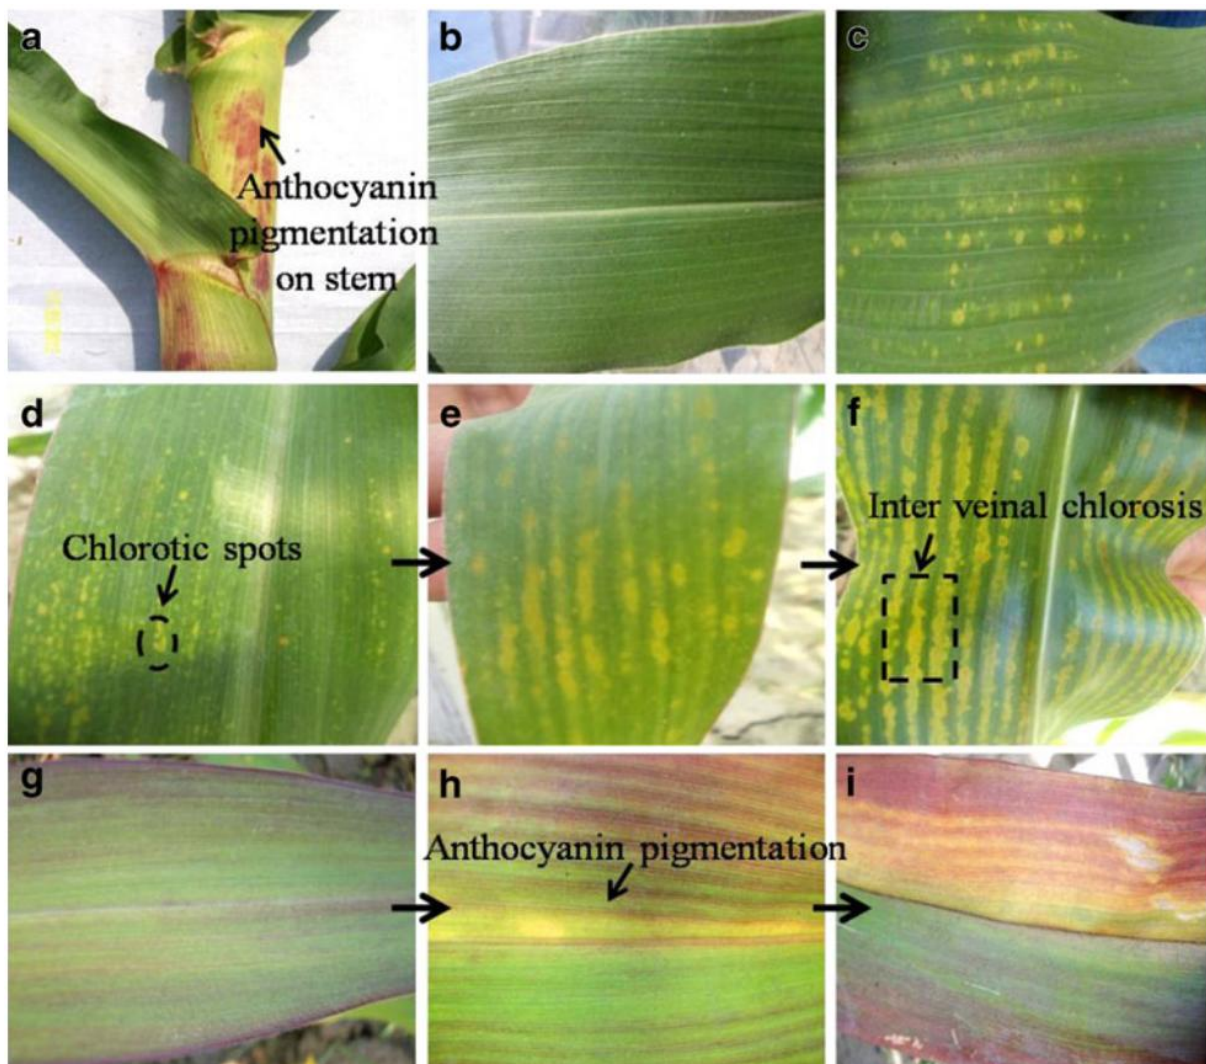 a
b
c
Anthocyanin
pigmentation
on stem
d
e
f
Chlorotic spots
Inter veinal chlorosis
g
h
i
Anthocyanin pigmentation